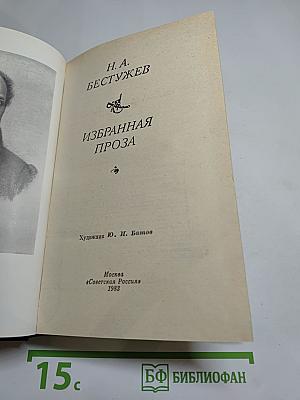 Н. А.
БЕСТУЖЕВ
ИЗБРАННАЯ
ПРОЗА
Художник Ю. И. Батов
Москва
«Советская Россия»
1983
15с
БФ БИБЛИОФАН